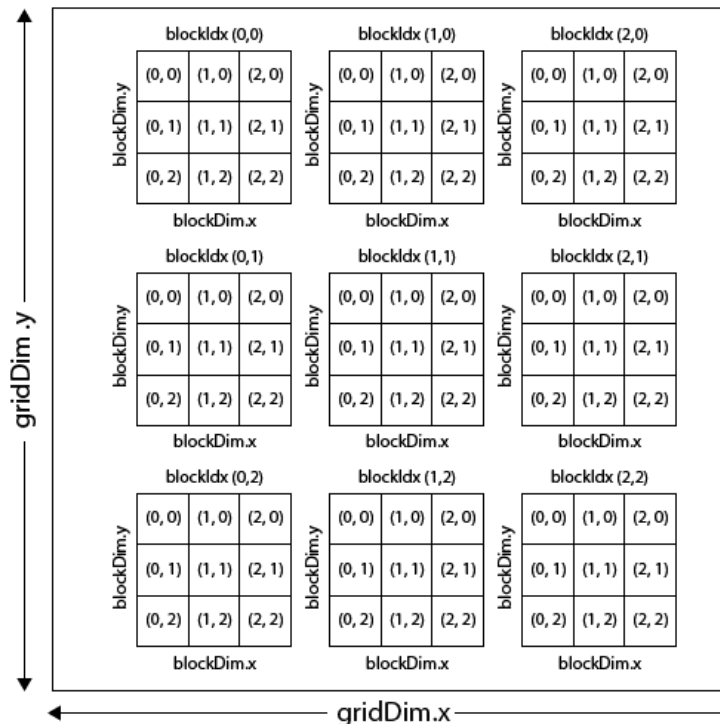 blockIdx (0,0) blockIdx (1,0) blockIdx (2,0)
blockDim.y (0, 0) (1, 0) (2, 0) blockDim.y (0, 0) (1, 0) (2, 0) blockDim.y (0, 0) (1, 0) (2, 0)
(0, 1) (1, 1) (2, 1) (0, 1) (1, 1) (2, 1) (0, 1) (1, 1) (2, 1)
(0, 2) (1, 2) (2, 2) (0, 2) (1, 2) (2, 2) (0, 2) (1, 2) (2, 2)
blockDim.x blockDim.x blockDim.x
blockIdx (0,1) blockIdx (1,1) blockIdx (2,1)
blockDim.y (0, 0) (1, 0) (2, 0) blockDim.y (0, 0) (1, 0) (2, 0) blockDim.y (0, 0) (1, 0) (2, 0)
(0, 1) (1, 1) (2, 1) (0, 1) (1, 1) (2, 1) (0, 1) (1, 1) (2, 1)
(0, 2) (1, 2) (2, 2) (0, 2) (1, 2) (2, 2) (0, 2) (1, 2) (2, 2)
blockDim.x blockDim.x blockDim.x
blockIdx (0,2) blockIdx (1,2) blockIdx (2,2)
blockDim.y (0, 0) (1, 0) (2, 0) blockDim.y (0, 0) (1, 0) (2, 0) blockDim.y (0, 0) (1, 0) (2, 0)
(0, 1) (1, 1) (2, 1) (0, 1) (1, 1) (2, 1) (0, 1) (1, 1) (2, 1)
(0, 2) (1, 2) (2, 2) (0, 2) (1, 2) (2, 2) (0, 2) (1, 2) (2, 2)
blockDim.x blockDim.x blockDim.x
gridDim .y
gridDim.x